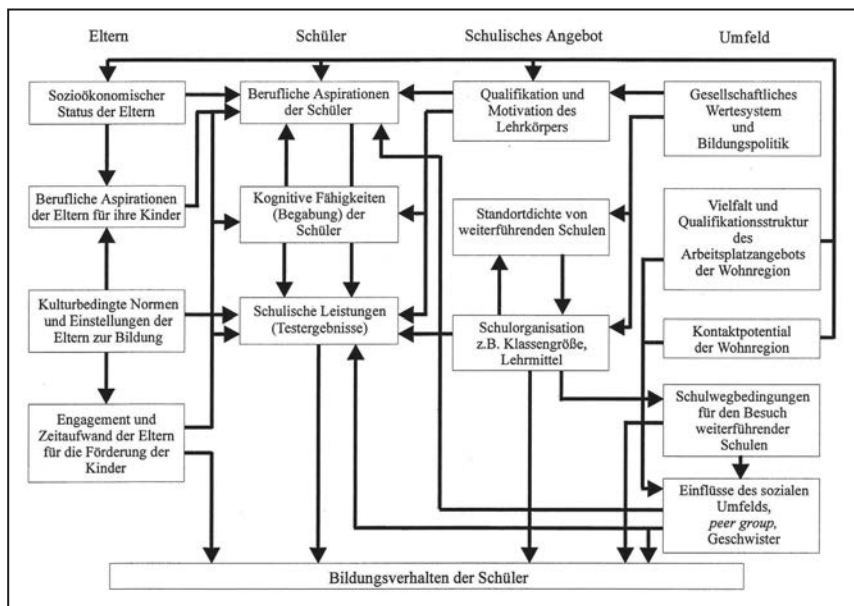 Eltern
Schüler
Schulisches Angebot
Umfeld
Sozioökonomischer
Status der Eltern
Berufliche Aspirationen
der Eltern für ihre Kinder
Kulturbedingte Normen
und Einstellungen der
Eltern zur Bildung
Engagement und
Zeitaufwand der Eltern
für die Förderung der
Kinder
Berufliche Aspirationen
der Schüler
Kognitive Fähigkeiten
(Begabung) der
Schüler
Schulische Leistungen
(Testergebnisse)
Qualifikation und
Motivation des
Lehrkörpers
Standortdichte von
weiterführenden Schulen
Schulorganisation
z.B. Klassengröße,
Lehrmittel
Gesellschaftliches
Wertesystem
und
Bildungspolitik
Vielfalt und
Qualifikationsstruktur
des
Arbeitsplatzangebots
der Wohnregion
Kontaktpotential
der Wohnregion
Schulwegbedingungen
für den Besuch
weiterführender
Schulen
Einflüsse des sozialen
Umfelds,
peer group,
Geschwister
Bildungsverhalten der Schüler